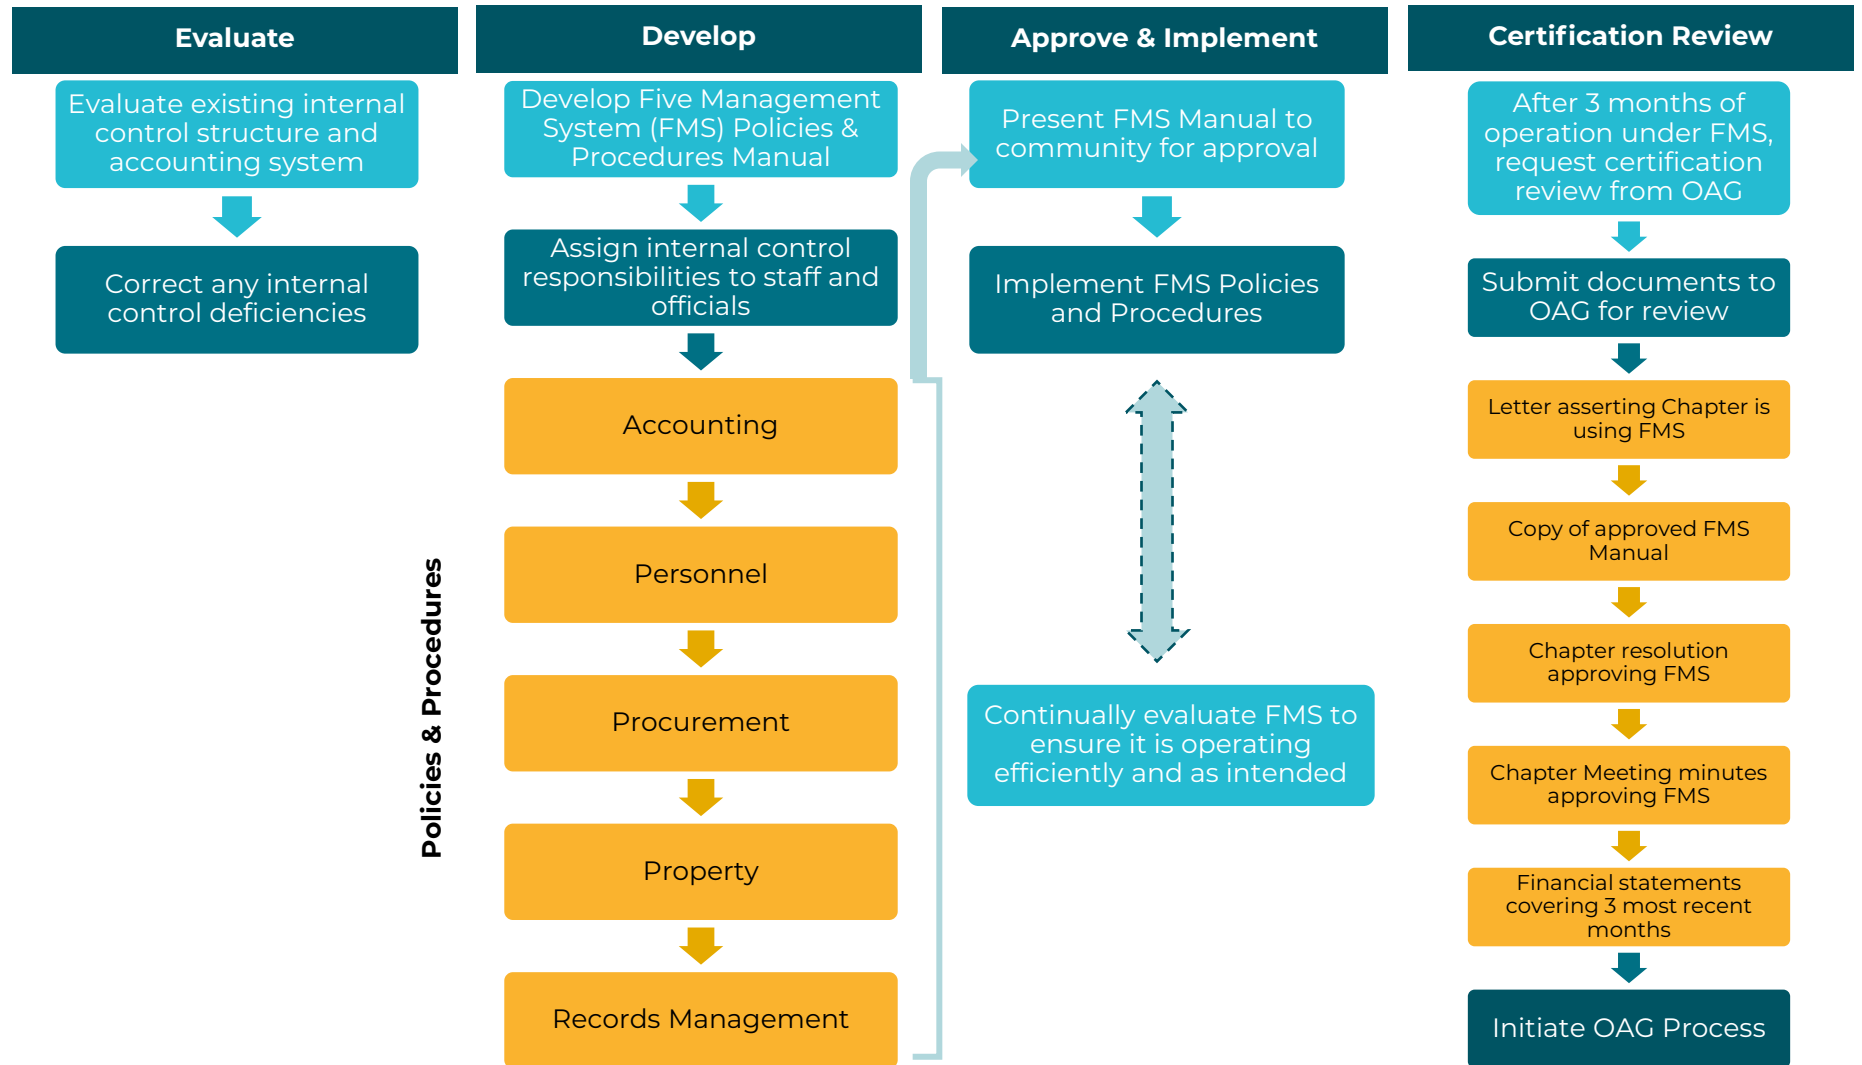 Evaluate
Evaluate existing internal
control structure and
accounting system
Correct any internal
control deficiencies
Develop
Develop Five Management
System (FMS) Policies &
Procedures Manual
Assign internal control
responsibilities to staff and
officials
Policies & Procedures
Accounting
Personnel
Procurement
Property
Records Management
Approve & Implement
Present FMS Manual to
community for approval
Implement FMS Policies
and Procedures
Continually evaluate FMS to
ensure it is operating
efficiently and as intended
Certification Review
After 3 months of
operation under FMS,
request certification
review from OAG
Submit documents to
OAG for review
Letter asserting Chapter is
using FMS
Copy of approved FMS
Manual
Chapter resolution
approving FMS
Chapter Meeting minutes
approving FMS
Financial statements
covering 3 most recent
months
Initiate OAG Process